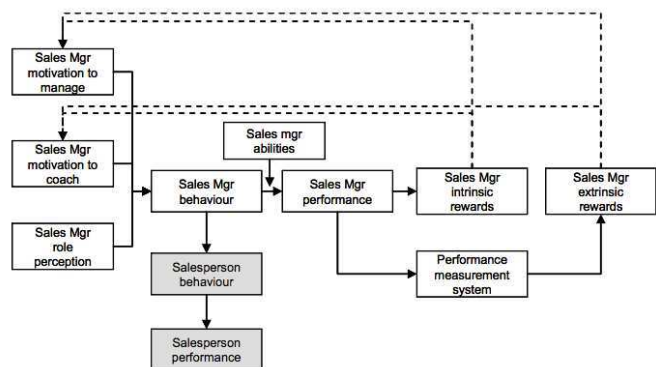 Sales Mgr
motivation to
manage
Sales Mgr
motivation to
coach
Sales Mgr
role
perception
Sales mgr
abilities
Sales Mgr
behaviour
Sales Mgr
performance
Sales Mgr
intrinsic
rewards
Sales Mgr
extrinsic
rewards
Salesperson
behaviour
Performance
measurement
system
Salesperson
performance